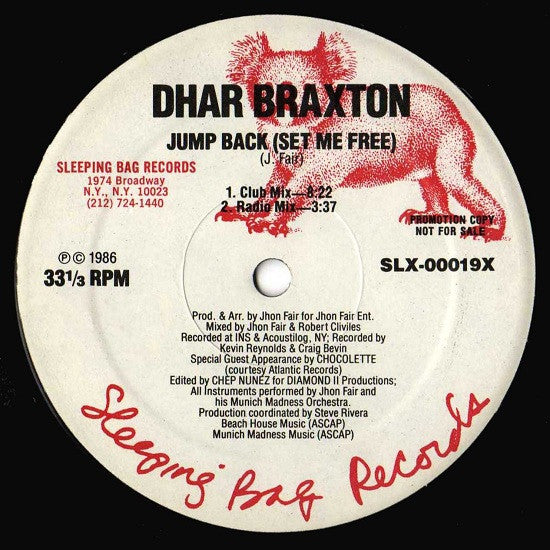 DHAR BRAXTON
JUMP BACK (SET ME FREE)
(J. Fair)
SLEEPING BAG RECORDS
1974 Broadway
N.Y., N.Y. 10023
(212) 724-1440
1. Club Mix—8:22
2. Radio Mix—3:37
PROMOTION COPY
NOT FOR SALE
℗ © 1986
33 1/3 RPM
SLX-00019X
Prod. & Arr. by Jhon Fair for Jhon Fair Ent.
Mixed by Jhon Fair & Robert Cliviles
Recorded at INS & Acoustilog, NY; Recorded by
Kevin Reynolds & Craig Bevin
Special Guest Appearance by CHOCOLETTE
(courtesy Atlantic Records)
Edited by CHEP NUNEZ for DIAMOND II Productions;
All Instruments performed by Jhon Fair and
his Munich Madness Orchestra.
Production coordinated by Steve Rivera
Beach House Music (ASCAP)
Munich Madness Music (ASCAP)
Sleeping Bag Records